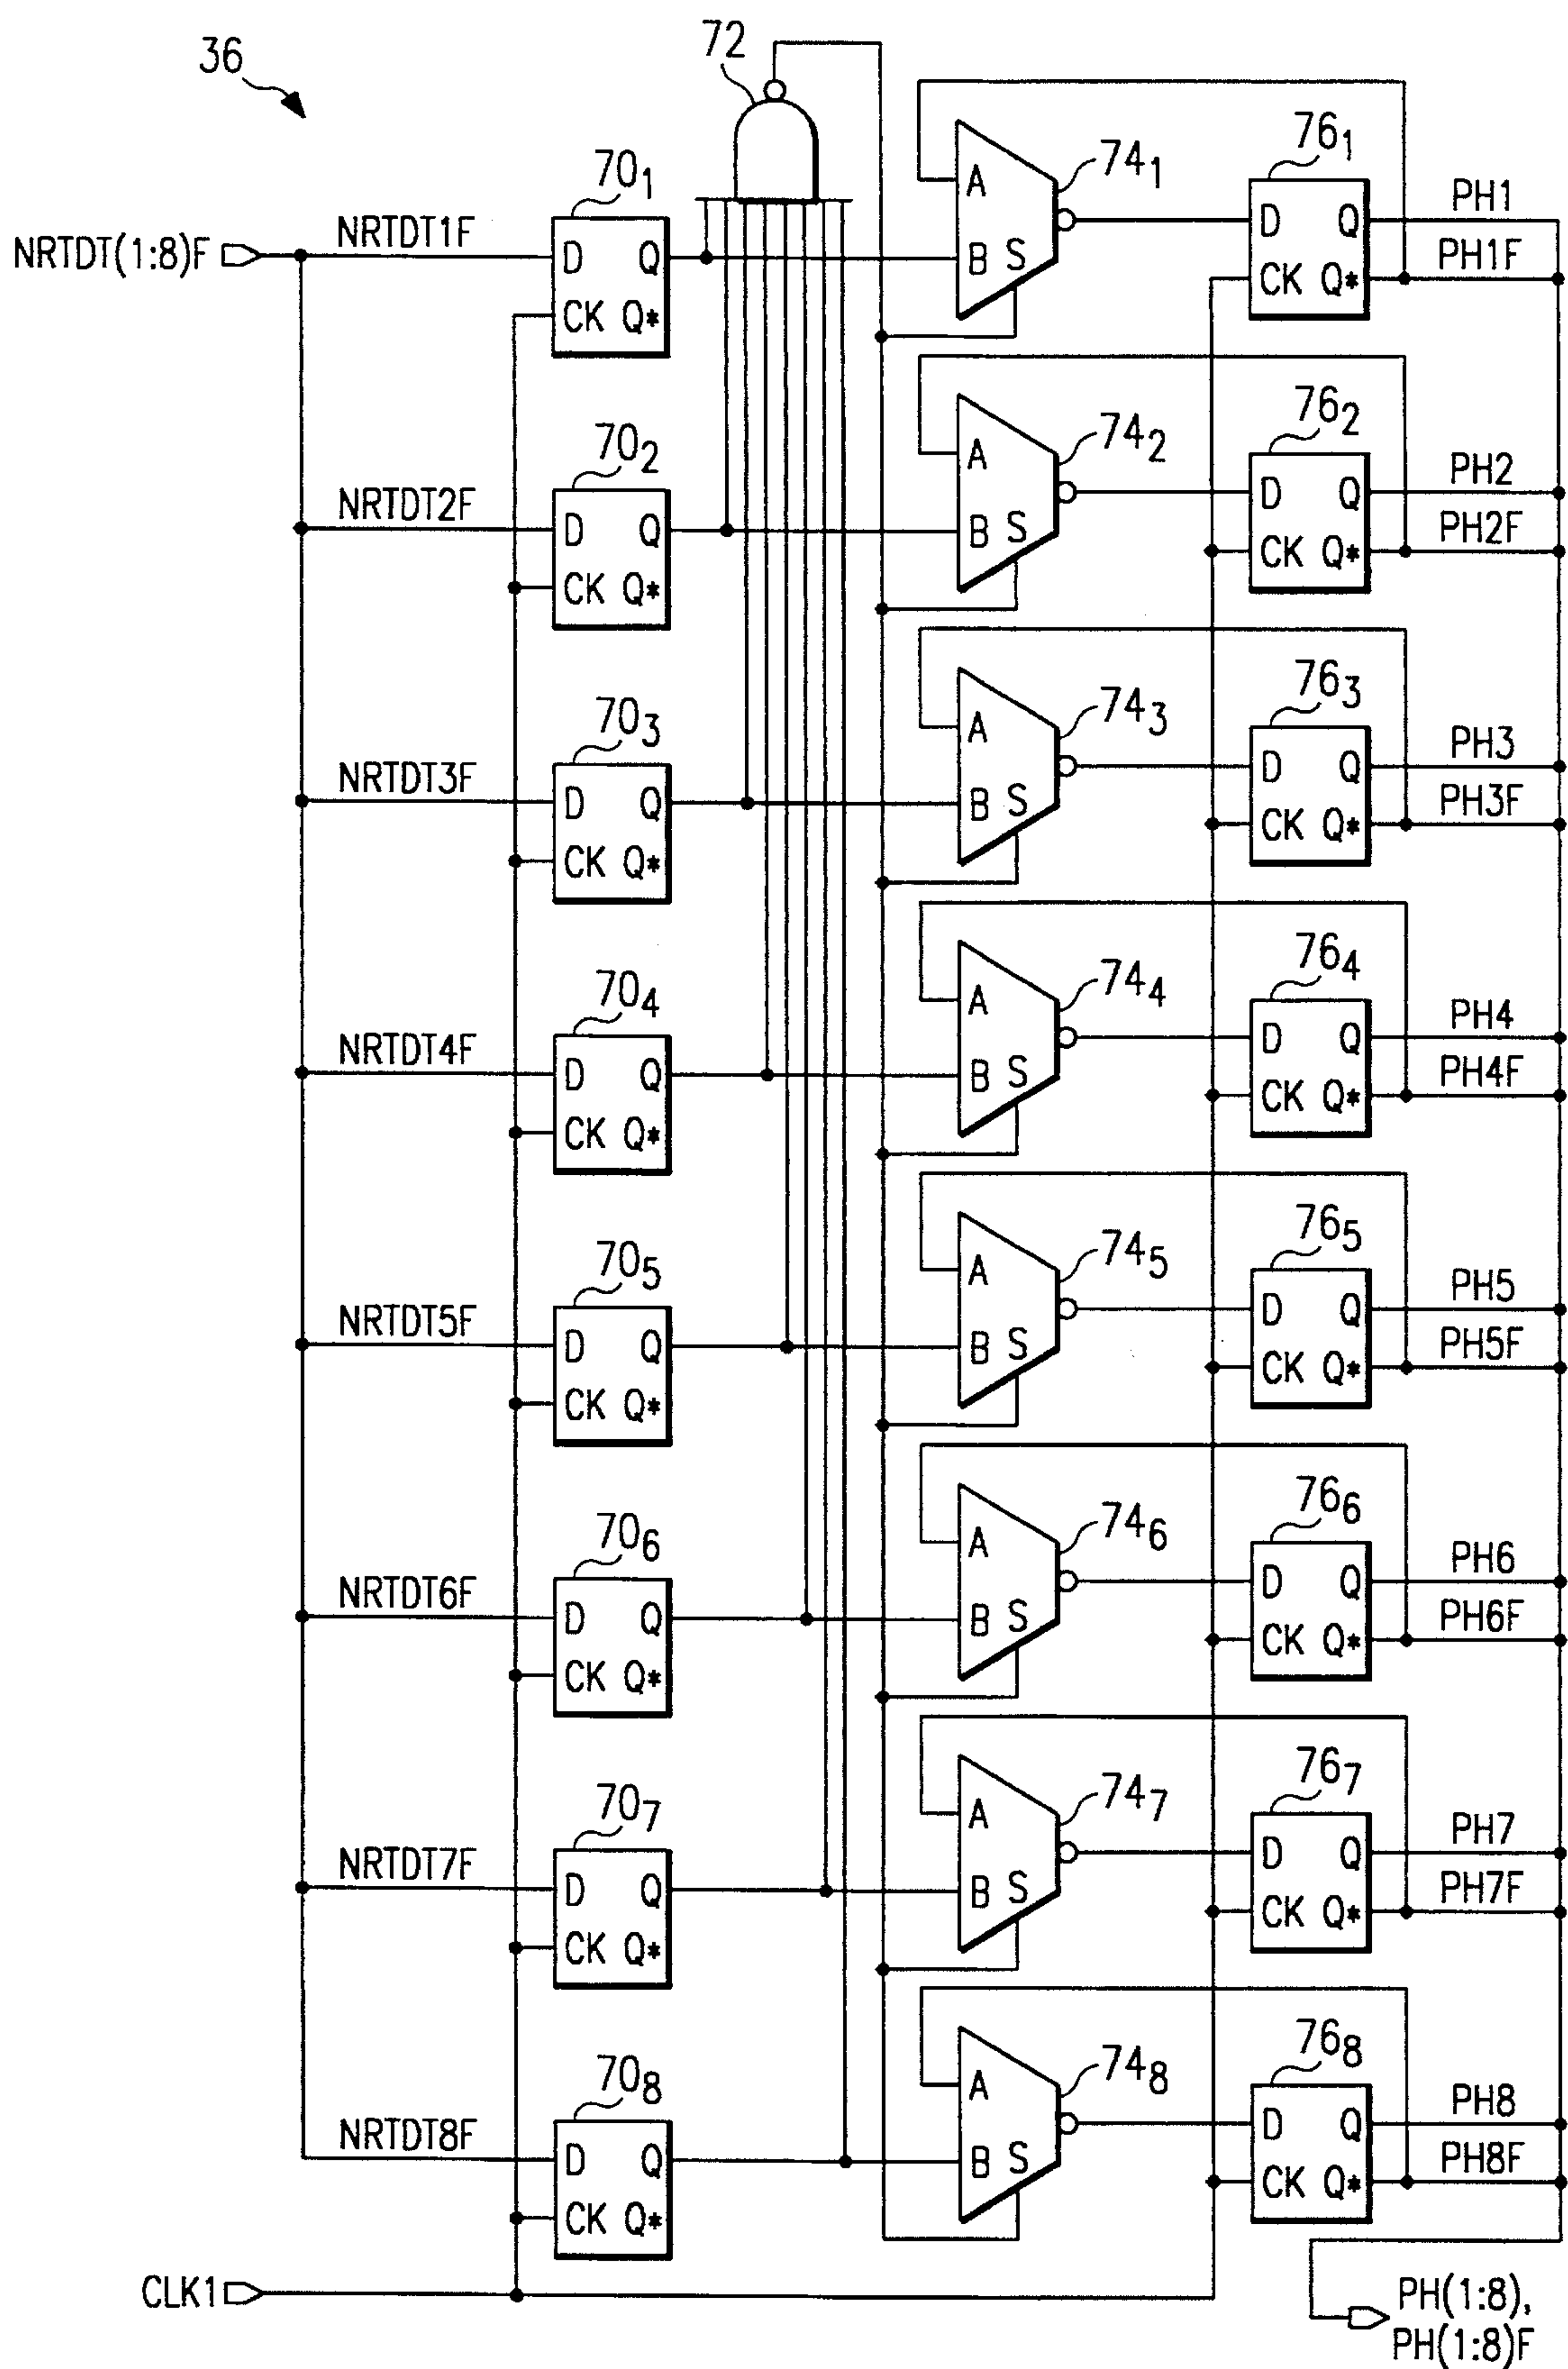 36
72
NRTDT(1:8)F
NRTDT1F
70₁
D Q
CK Q*
A
B S
74₁
76₁
D Q
CK Q*
PH1
PH1F
NRTDT2F
70₂
D Q
CK Q*
A
B S
74₂
76₂
D Q
CK Q*
PH2
PH2F
NRTDT3F
70₃
D Q
CK Q*
A
B S
74₃
76₃
D Q
CK Q*
PH3
PH3F
NRTDT4F
70₄
D Q
CK Q*
A
B S
74₄
76₄
D Q
CK Q*
PH4
PH4F
NRTDT5F
70₅
D Q
CK Q*
A
B S
74₅
76₅
D Q
CK Q*
PH5
PH5F
NRTDT6F
70₆
D Q
CK Q*
A
B S
74₆
76₆
D Q
CK Q*
PH6
PH6F
NRTDT7F
70₇
D Q
CK Q*
A
B S
74₇
76₇
D Q
CK Q*
PH7
PH7F
NRTDT8F
70₈
D Q
CK Q*
A
B S
74₈
76₈
D Q
CK Q*
PH8
PH8F
CLK1
PH(1:8),
PH(1:8)F